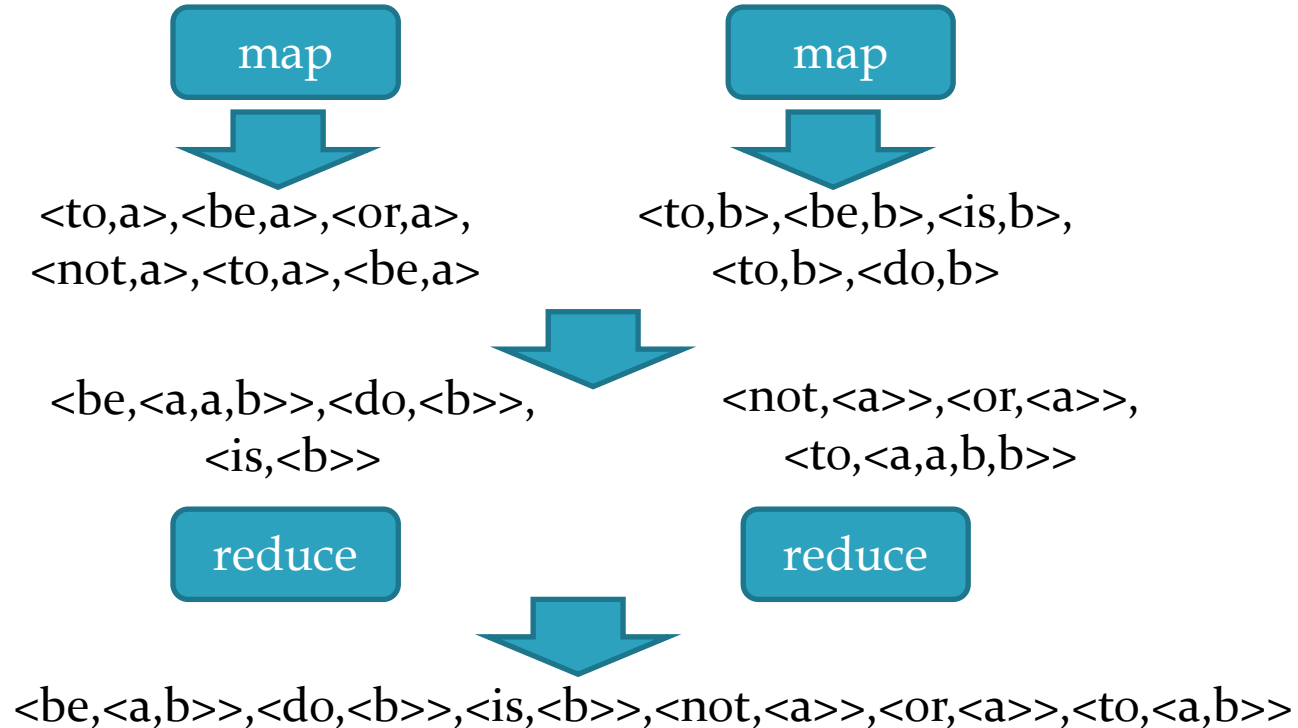 map
map
<to,a>,<be,a>,<or,a>,
<not,a>,<to,a>,<be,a>
<to,b>,<be,b>,<is,b>,
<to,b>,<do,b>
<be,<a,a,b>>,<do,<b>>,
<is,<b>>
<not,<a>>,<or,<a>>,
<to,<a,a,b,b>>
reduce
reduce
<be,<a,b>>,<do,<b>>,<is,<b>>,<not,<a>>,<or,<a>>,<to,<a,b>>